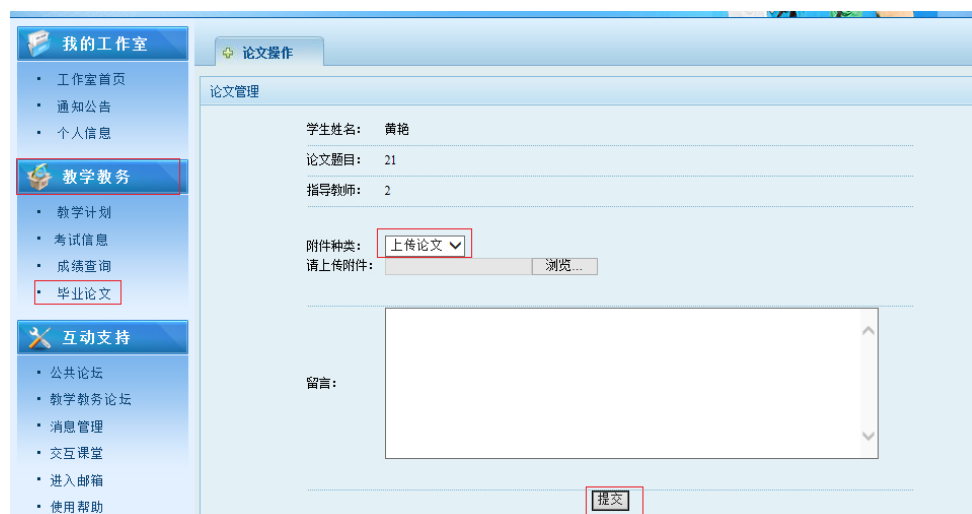 我的工作室
工作室首页
通知公告
个人信息
教学教务
教学计划
考试信息
成绩查询
毕业论文
互动支持
公共论坛
教学教务论坛
消息管理
交互课堂
进入邮箱
使用帮助
论文操作
论文管理
学生姓名： 黄艳
论文题目： 21
指导教师： 2
附件种类： 上传论文
请上传附件： 浏览...
留言：
提交